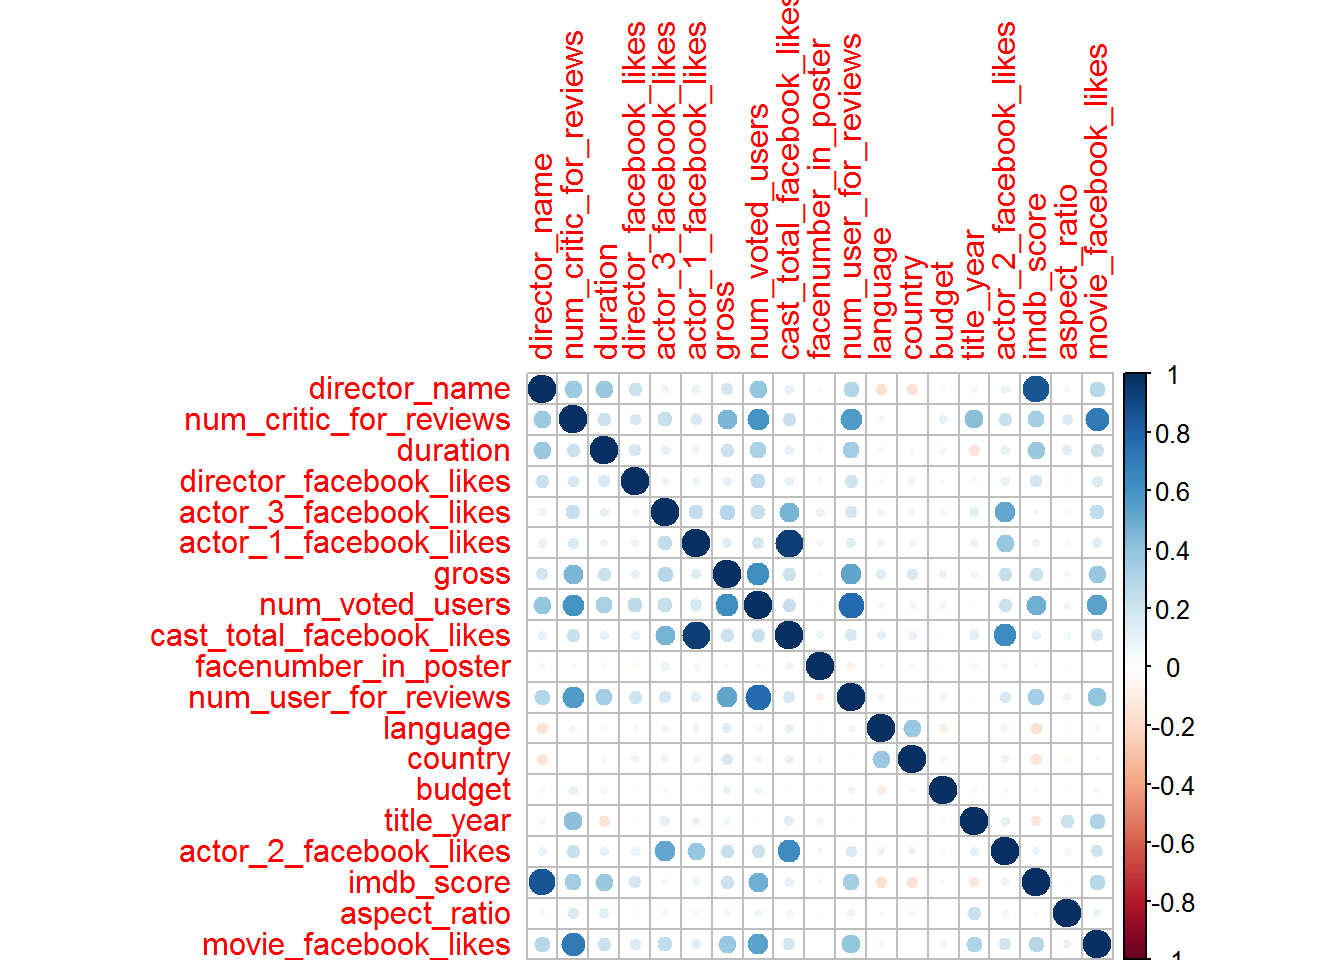 director_name
num_critic_for_reviews
duration
director_facebook_likes
actor_3_facebook_likes
actor_1_facebook_likes
gross
num_voted_users
cast_total_facebook_likes
facenumber_in_poster
num_user_for_reviews
language
country
budget
title_year
actor_2_facebook_likes
imdb_score
aspect_ratio
movie_facebook_likes
director_name
num_critic_for_reviews
duration
director_facebook_likes
actor_3_facebook_likes
actor_1_facebook_likes
gross
num_voted_users
cast_total_facebook_likes
facenumber_in_poster
num_user_for_reviews
language
country
budget
title_year
actor_2_facebook_likes
imdb_score
aspect_ratio
movie_facebook_likes
1
0.8
0.6
0.4
0.2
0
-0.2
-0.4
-0.6
-0.8
-1